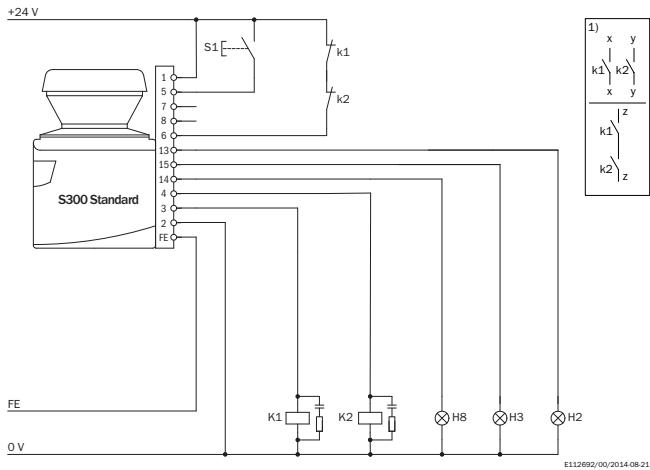 +24 V
1)
S1
k1
k2
x y
k1 k2
x y
z
k1
k2
z
1
5
7
8
6
13
15
14
4
3
2
FE
S300 Standard
FE
K1
K2
H8
H3
H2
0 V
E112692/00/2014-08-21